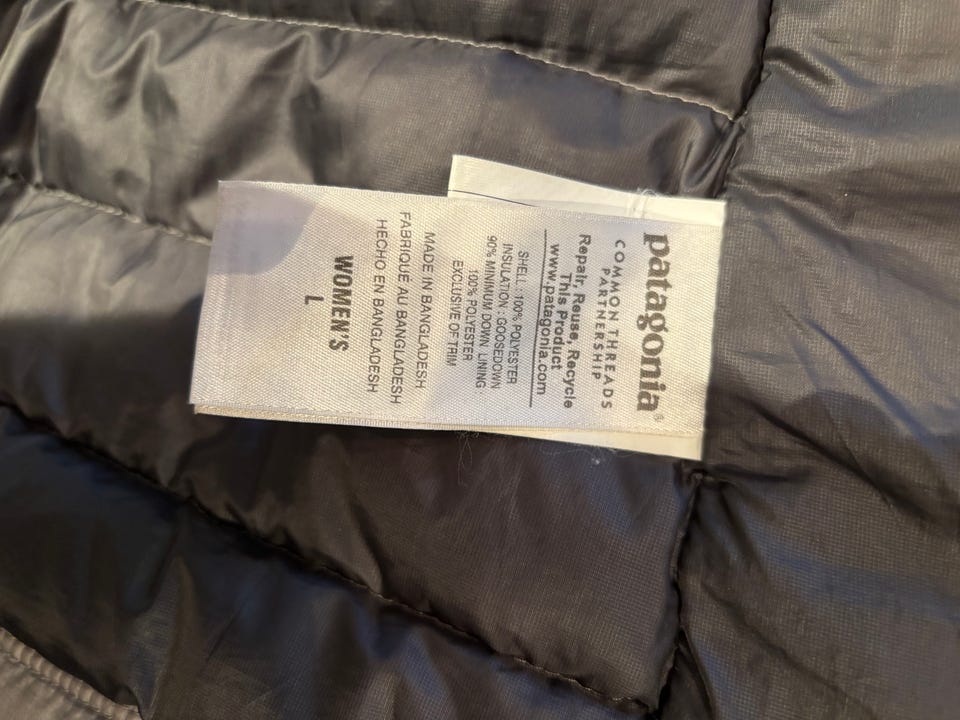 patagonia®
COMMON THREADS
PARTNERSHIP
Repair, Reuse, Recycle
This Product
www.patagonia.com
SHELL: 100% POLYESTER
INSULATION : GOOSEDOWN
90% MINIMUM DOWN LINING :
100% POLYESTER
EXCLUSIVE OF TRIM
MADE IN BANGLADESH
FABRIQUÉ AU BANGLADESH
HECHO EN BANGLADESH
WOMEN'S
L